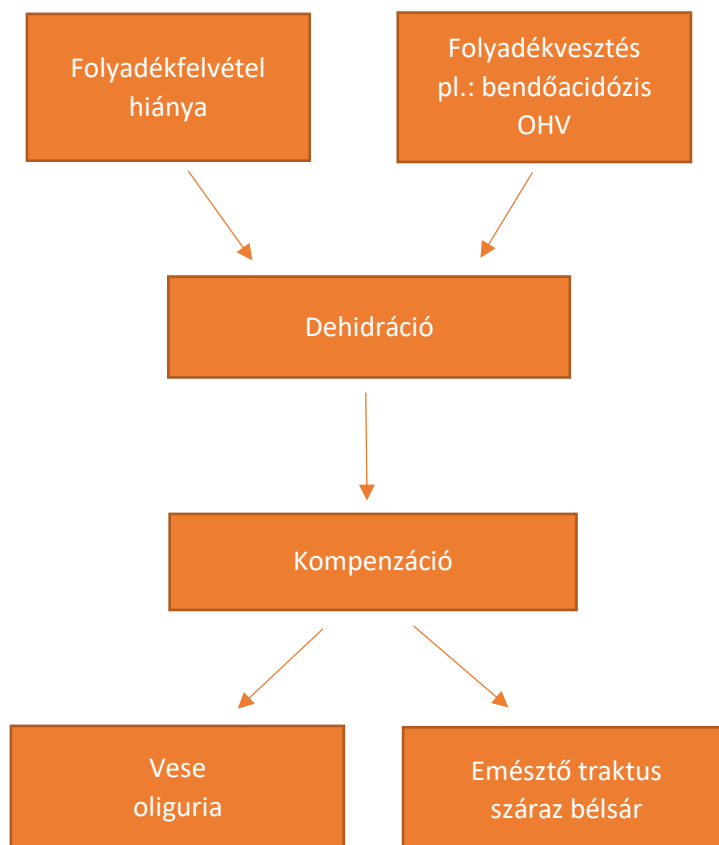 Folyadékfelvétel
hiánya
Folyadékvesztés
pl.: bendőacidózis
OHV
Dehidráció
Kompenzáció
Vese
oliguria
Emésztő traktus
száraz bélsár